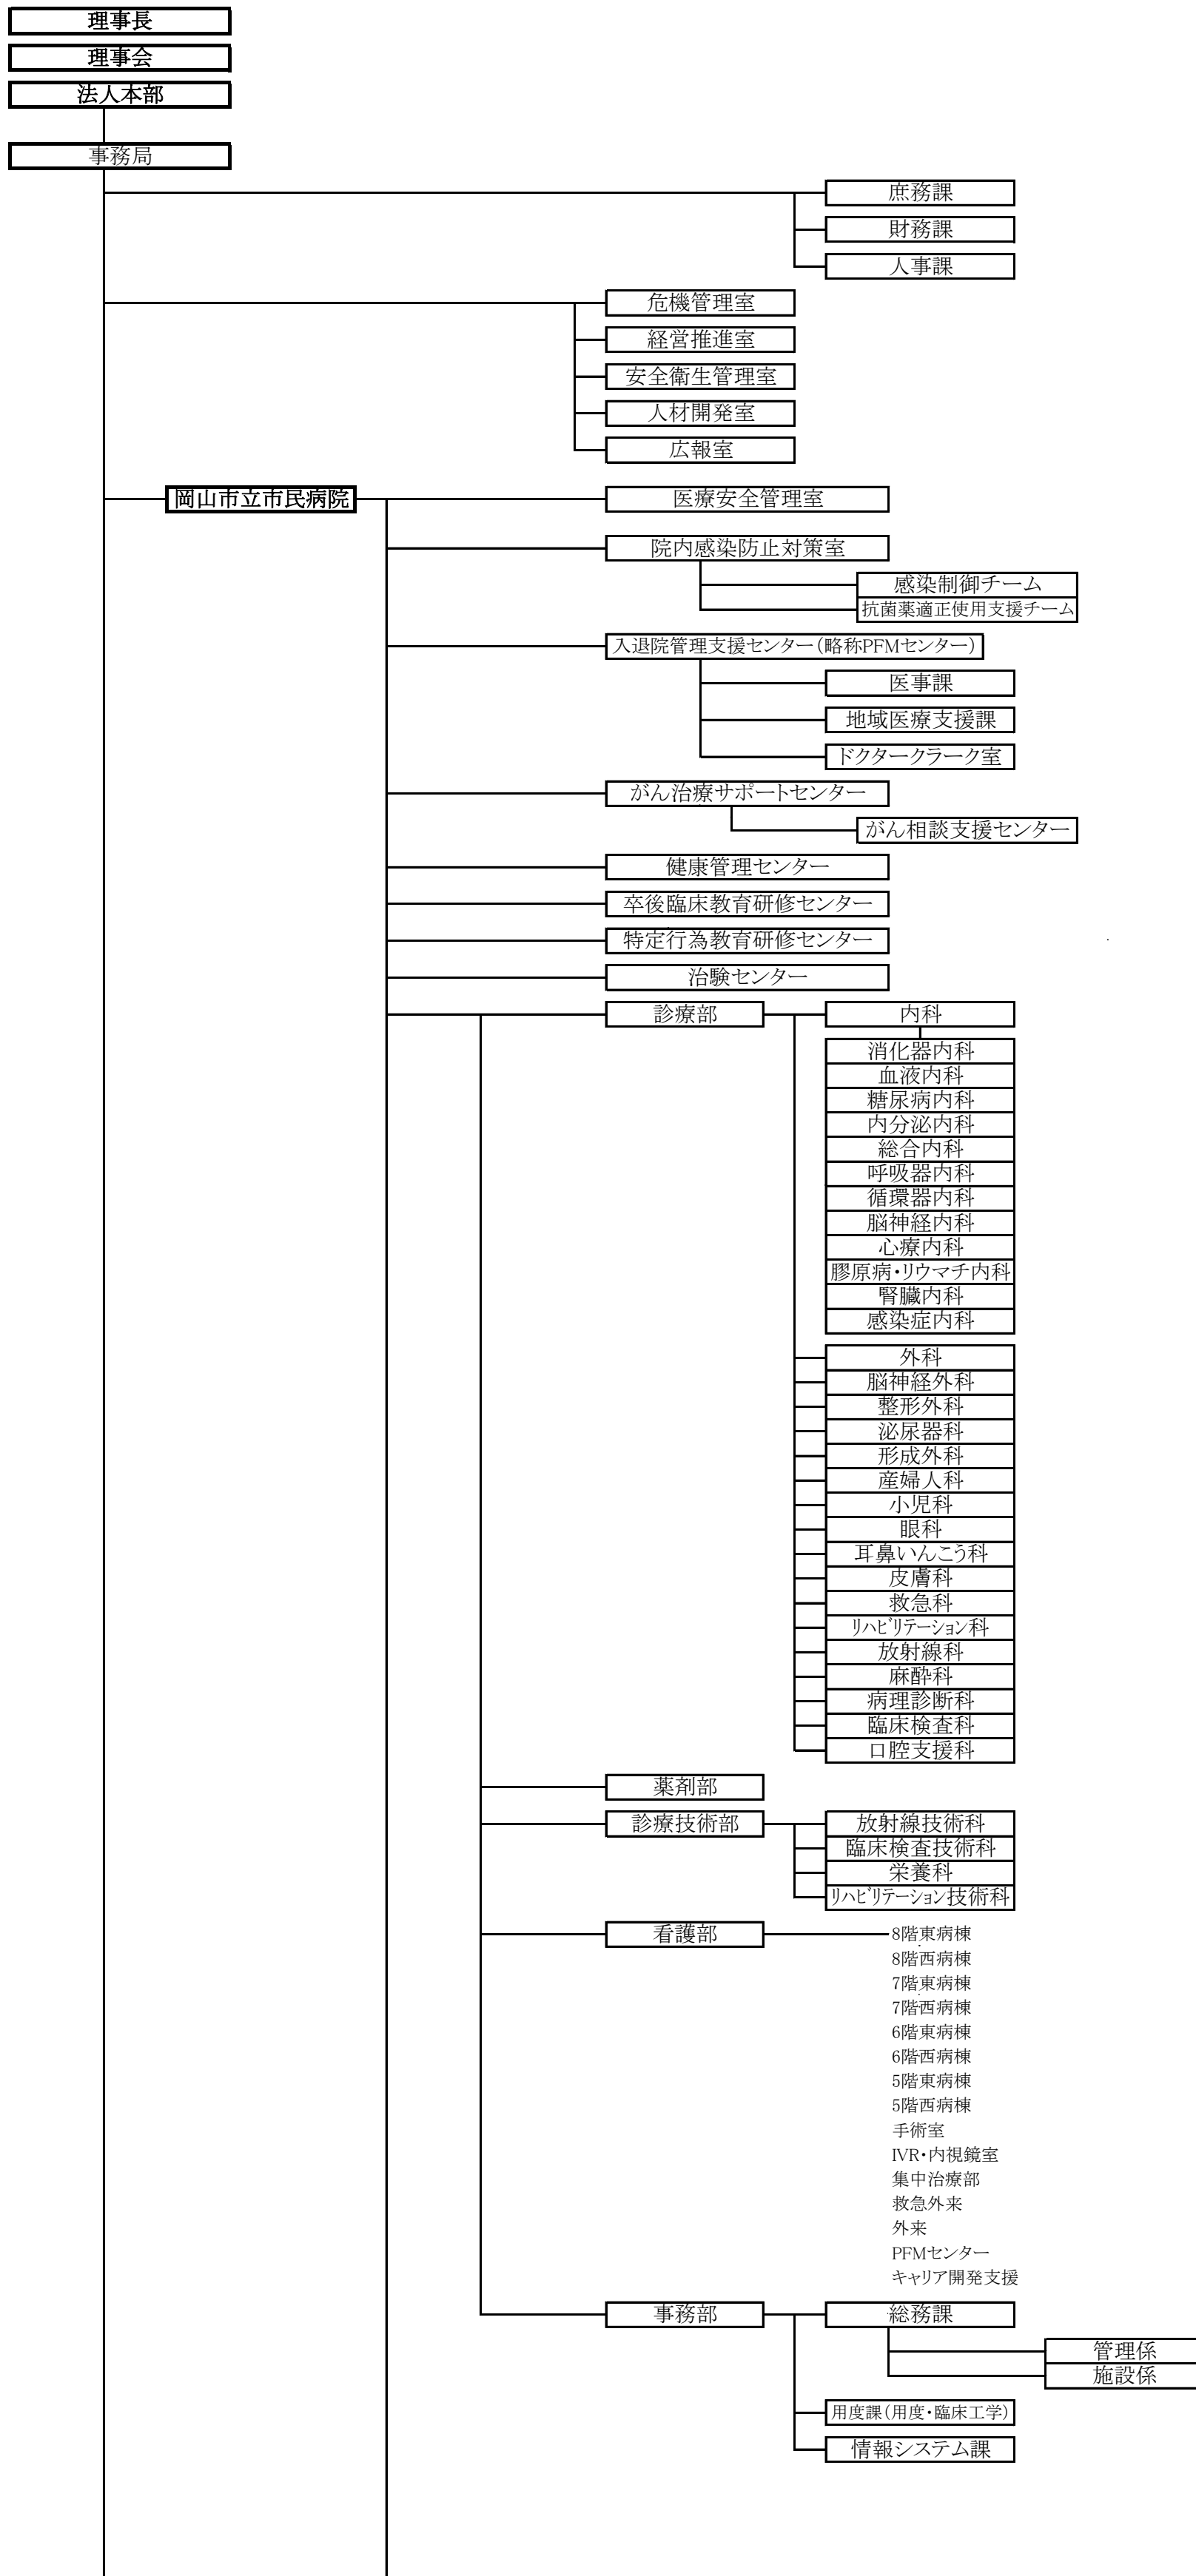 理事長
理事会
法人本部
事務局
庶務課
財務課
人事課
危機管理室
経営推進室
安全衛生管理室
人材開発室
広報室
岡山市立市民病院
医療安全管理室
院内感染防止対策室
感染制御チーム
抗菌薬適正使用支援チーム
入退院管理支援センター（略称PFMセンター）
医事課
地域医療支援課
ドクタークラーク室
がん治療サポートセンター
がん相談支援センター
健康管理センター
卒後臨床教育研修センター
特定行為教育研修センター
治験センター
診療部
内科
消化器内科
血液内科
糖尿病内科
内分泌内科
総合内科
呼吸器内科
循環器内科
脳神経内科
心療内科
膠原病・リウマチ内科
腎臓内科
感染症内科
外科
脳神経外科
整形外科
泌尿器科
形成外科
産婦人科
小児科
眼科
耳鼻いんこう科
皮膚科
救急科
ﾘﾊﾋﾞﾘﾃｰｼｮﾝ科
放射線科
麻酔科
病理診断科
臨床検査科
口腔支援科
薬剤部
診療技術部
放射線技術科
臨床検査技術科
栄養科
ﾘﾊﾋﾞﾘﾃｰｼｮﾝ技術科
看護部
8階東病棟
8階西病棟
7階東病棟
7階西病棟
6階東病棟
6階西病棟
5階東病棟
5階西病棟
手術室
IVR・内視鏡室
集中治療部
救急外来
外来
PFMセンター
キャリア開発支援
事務部
総務課
管理係
施設係
用度課（用度・臨床工学）
情報システム課